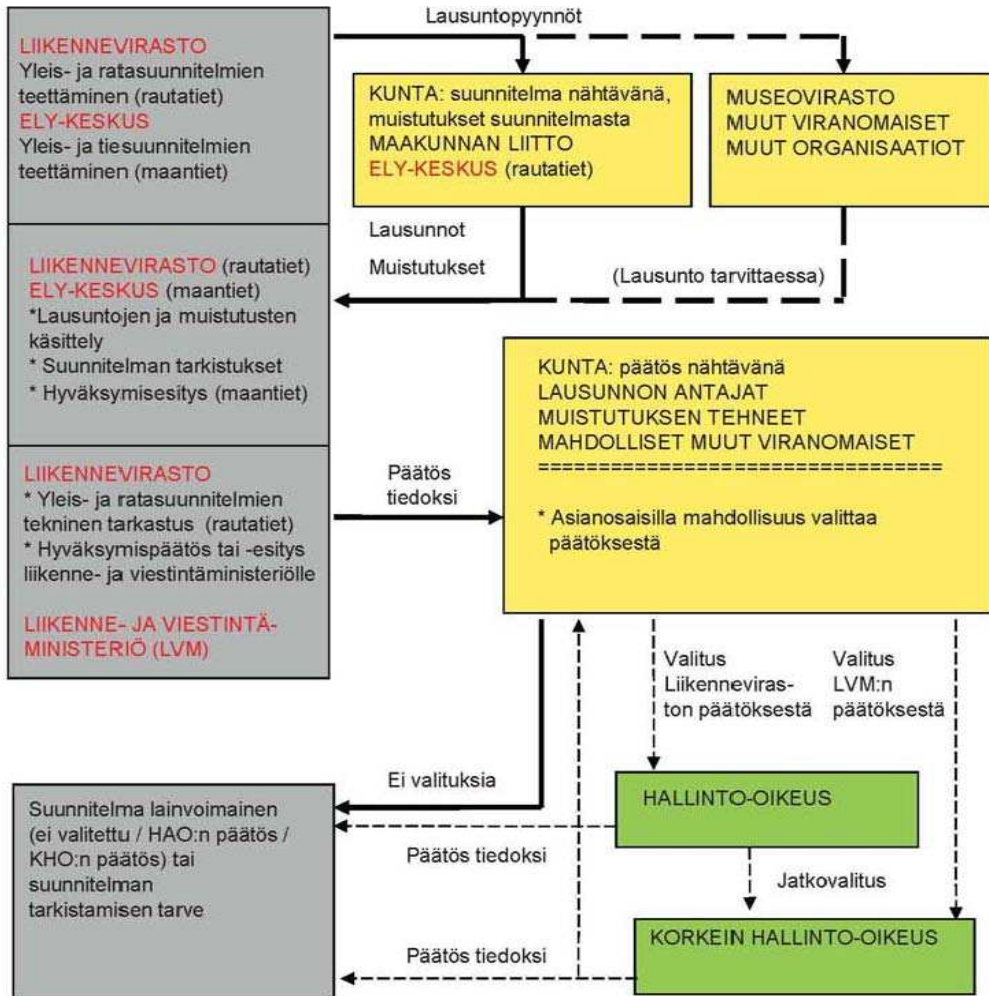 Lausuntopyynnöt
LIIKENNEVIRASTO
Yleis- ja ratasuunnitelmien
teettäminen (rautatiet)
ELY-KESKUS
Yleis- ja tiesuunnitelmien
teettäminen (maantiet)
KUNTA: suunnitelma nähtävänä,
muistutukset suunnitelmasta
MAAKUNNAN LIITTO
ELY-KESKUS (rautatiet)
MUSEOVIRASTO
MUUT VIRANOMAISET
MUUT ORGANISAATIOT
Lausunnot
Muistutukset
(Lausunto tarvittaessa)
LIIKENNEVIRASTO (rautatiet)
ELY-KESKUS (maantiet)
*Lausuntojen ja muistutusten
käsittely
* Suunnitelman tarkistukset
* Hyväksymisesitys (maantiet)
KUNTA: päätös nähtävänä
LAUSUNNON ANTAJAT
MUISTUTUKSEN TEHNEET
MAHDOLLISET MUUT VIRANOMAISET
=================================
* Asianosaisilla mahdollisuus valittaa
päätöksestä
Päätös
tiedoksi
LIIKENNEVIRASTO
* Yleis- ja ratasuunnitelmien
tekninen tarkastus (rautatiet)
* Hyväksymispäätös tai -esitys
liikenne- ja viestintäministeriölle
LIIKENNE- JA VIESTINTÄ-
MINISTERIÖ (LVM)
Valitus
Liikenneviras-
ton päätöksestä
Valitus
LVM:n
päätöksestä
Ei valituksia
HALLINTO-OIKEUS
Suunnitelma lainvoimainen
(ei valitettu / HAO:n päätös /
KHO:n päätös) tai
suunnitelman
tarkistamisen tarve
Päätös tiedoksi
Jatkovalitus
KORKEIN HALLINTO-OIKEUS
Päätös tiedoksi